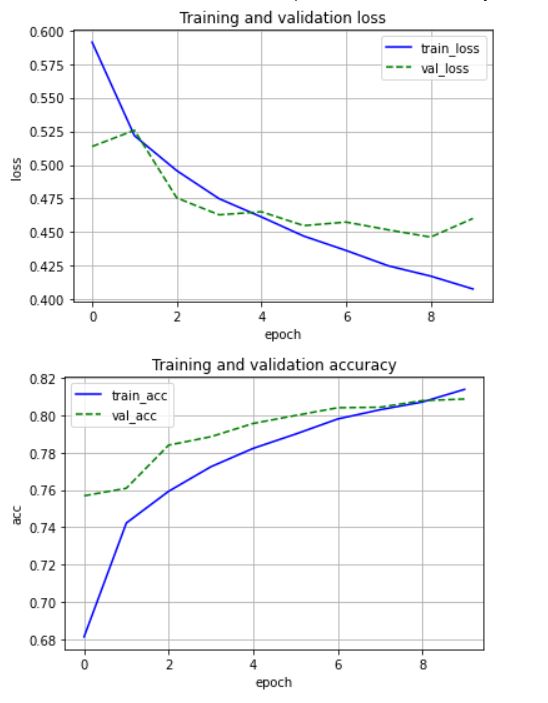 Training and validation loss
0.600
0.575
0.550
0.525
0.500
0.475
0.450
0.425
0.400
loss
train_loss
val_loss
0 2 4 6 8
epoch
Training and validation accuracy
0.82
0.80
0.78
0.76
0.74
0.72
0.70
0.68
acc
train_acc
val_acc
0 2 4 6 8
epoch